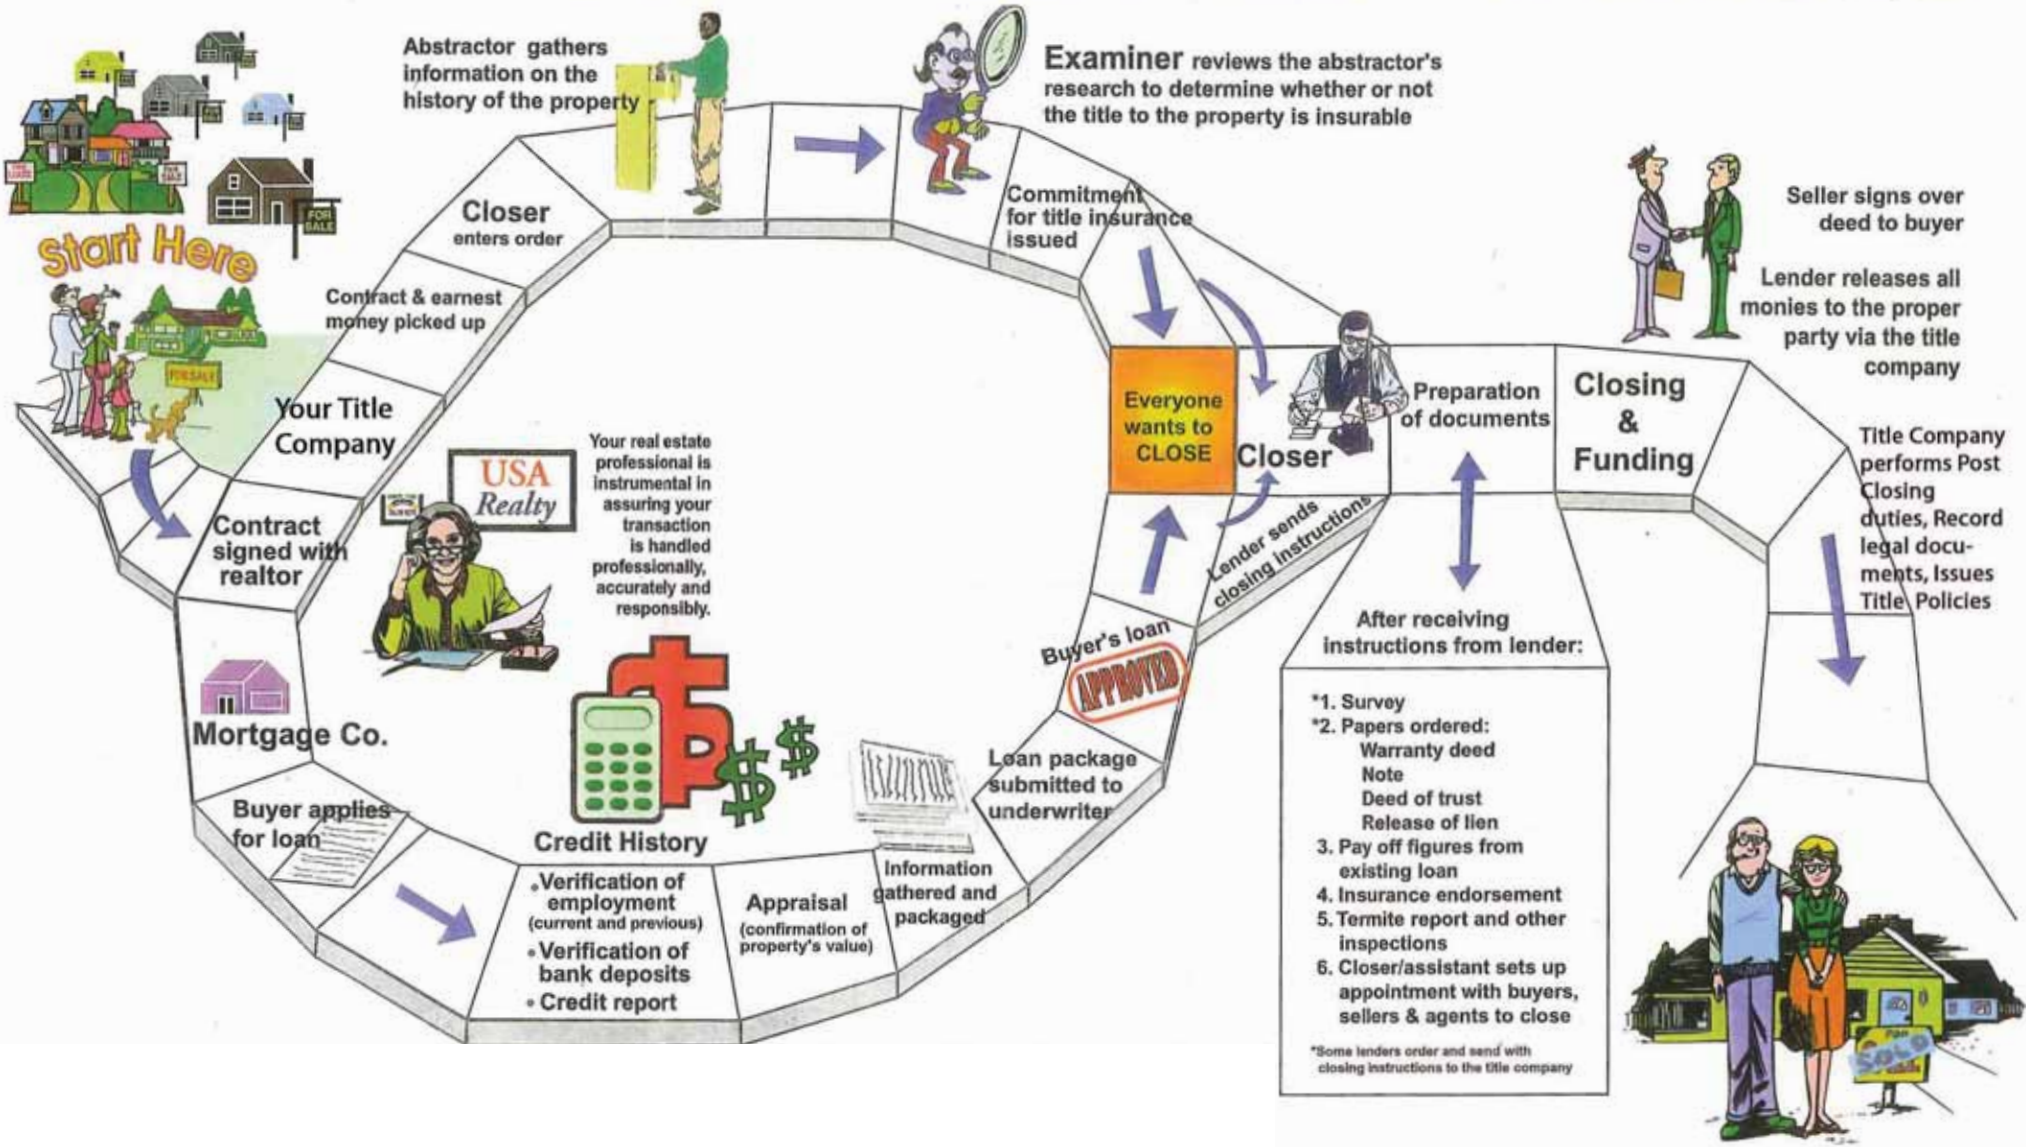 Abstractor gathers
information on the
history of the property
Examiner reviews the abstractor's
research to determine whether or not
the title to the property is insurable
FOR
SALE
FOR
SALE
Start Here
FOR SALE
Contract
signed with
realtor
Your Title
Company
Contract & earnest
money picked up
Closer
enters order
Commitment
for title insurance
issued
Everyone
wants to
CLOSE
Closer
Preparation
of documents
Closing
&
Funding
Seller signs over
deed to buyer
Lender releases all
monies to the proper
party via the title
company
Title Company
performs Post
Closing
duties, Record
legal docu-
ments, Issues
Title Policies
USA
Realty
Your real estate
professional is
instrumental in
assuring your
transaction
is handled
professionally,
accurately and
responsibly.
Mortgage Co.
Buyer applies
for loan
Credit History
• Verification of
employment
(current and previous)
• Verification of
bank deposits
• Credit report
Appraisal
(confirmation of
property's value)
Information
gathered and
packaged
Loan package
submitted to
underwriter
Buyer's loan
APPROVED
Lender sends
closing instructions
After receiving
instructions from lender:
*1. Survey
*2. Papers ordered:
Warranty deed
Note
Deed of trust
Release of lien
3. Pay off figures from
existing loan
4. Insurance endorsement
5. Termite report and other
inspections
6. Closer/assistant sets up
appointment with buyers,
sellers & agents to close
*Some lenders order and send with
closing instructions to the title company
SOLD